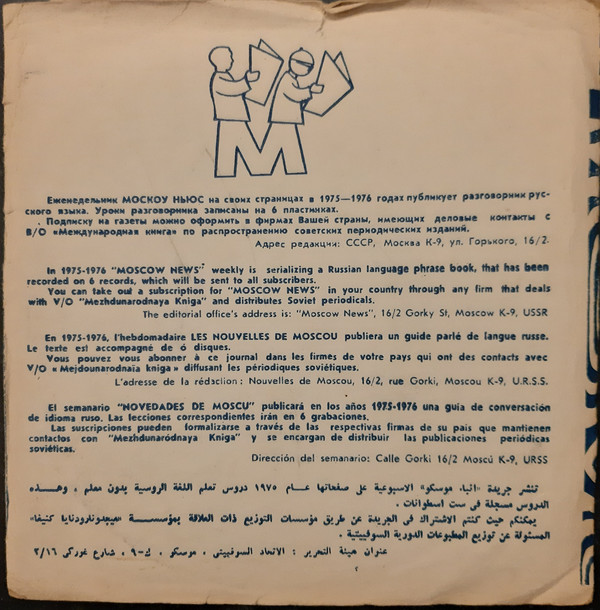 М
Еженедельник МОСКОУ НЬЮС на своих страницах в 1975—1976 годах публикует разговорник рус-
ского языка. Уроки разговорника записаны на 6 пластинках.
Подписку на газеты можно оформить в фирмах Вашей страны, имеющих деловые контакты с
В/О «Международная книга» по распространению советских периодических изданий.
Адрес редакции: СССР, Москва К-9, ул. Горького, 16/2.
In 1975-1976 "MOSCOW NEWS" weekly is serializing a Russian language phrase book, that has been
recorded on 6 records, which will be sent to all subscribers.
You can take out a subscription for "MOSCOW NEWS" in your country through any firm that deals
with V/O "Mezhdunarodnaya Kniga" and distributes Soviet periodicals.
The editorial office's address is: "Moscow News", 16/2 Gorky St, Moscow K-9, USSR
En 1975-1976, l'hebdomadaire LES NOUVELLES DE MOSCOU publiera un guide parlé de langue russe.
Le texte est accompagné de 6 disques.
Vous pouvez vous abonner à ce journal dans les firmes de votre pays qui ont des contacts avec
V/O « Mejdounarodnaïa kniga » diffusant les périodiques soviétiques.
L'adresse de la rédaction: Nouvelles de Moscou, 16/2, rue Gorki, Moscou K-9, U.R.S.S.
El semanario "NOVEDADES DE MOSCU" publicará en los años 1975-1976 una guía de conversación
de idioma ruso. Las lecciones correspondientes irán en 6 grabaciones.
Las suscripciones pueden formalizarse a través de las respectivas firmas de su país que mantienen
contactos con "Mezhdunaródnaya Kniga" y se encargan de distribuir las publicaciones periódicas
soviéticas.
Dirección del semanario: Calle Gorki 16/2 Moscú K-9, URSS
تنشر جريدة «انباء موسكو» الاسبوعية على صفحاتها عام ١٩٧٥ دروس تعلم اللغة الروسية بدون معلم ، وهذه
الدروس مسجلة في ست اسطوانات .
يمكنكم حيث كنتم الاشتراك في الجريدة عن طريق مؤسسات التوزيع ذات العلاقة بمؤسسة «ميجدونارودنايا كنيغا»
المسئولة عن توزيع المطبوعات الدورية السوفييتية .
عنوان هيئة التحرير : الاتحاد السوفييتي ، موسكو ، ك-٩ ، شارع غوركي ٢/١٦